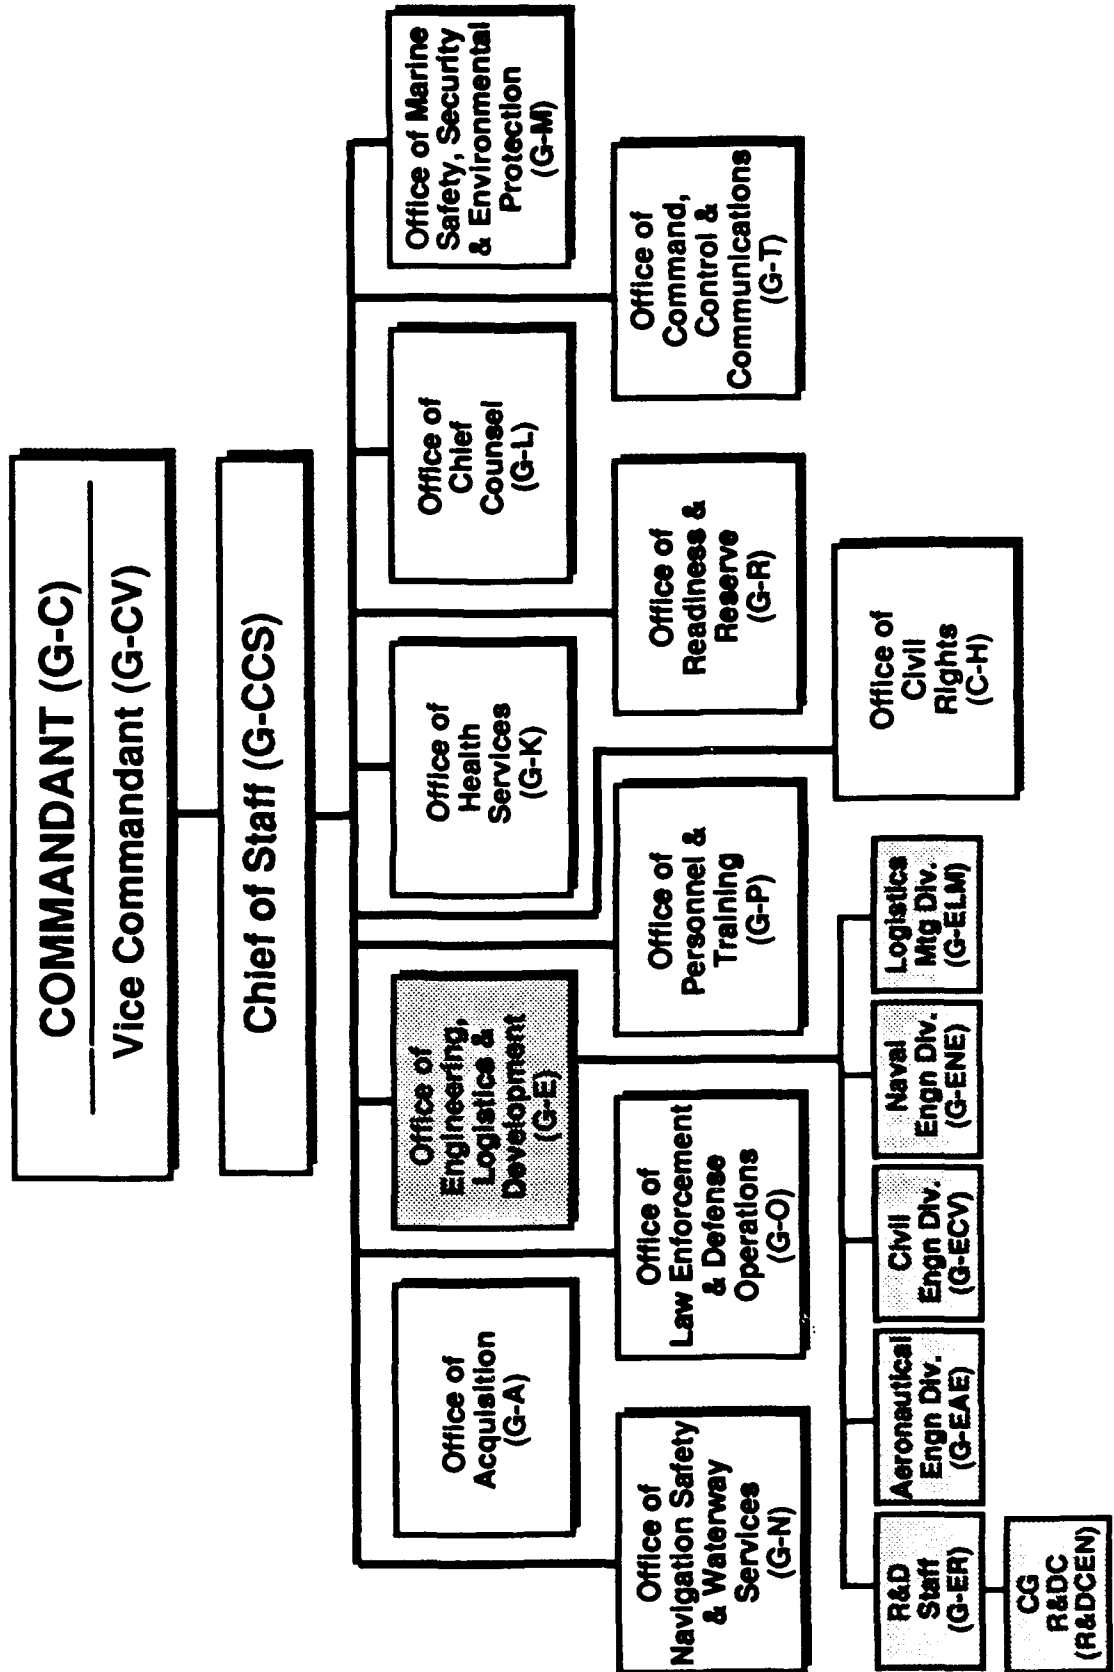 COMMANDANT (G-C)
Vice Commandant (G-CV)
Chief of Staff (G-CCS)
Office of
Acquisition
(G-A)
Office of
Engineering,
Logistics &
Development
(G-E)
Office of
Health
Services
(G-K)
Office of
Chief
Counsel
(G-L)
Office of Marine
Safety, Security
& Environmental
Protection
(G-M)
Office of
Navigation Safety
& Waterway
Services
(G-N)
Office of
Law Enforcement
& Defense
Operations
(G-O)
Office of
Personnel &
Training
(G-P)
Office of
Readiness &
Reserve
(G-R)
Office of
Command,
Control &
Communications
(G-T)
Office of
Civil
Rights
(C-H)
R&D
Staff
(G-ER)
Aeronautical
Engn Div.
(G-EAE)
Civil
Engn Div.
(G-ECV)
Naval
Engn Div.
(G-ENE)
Logistics
Mtg Div.
(G-ELM)
CG
R&DC
(R&DCEN)